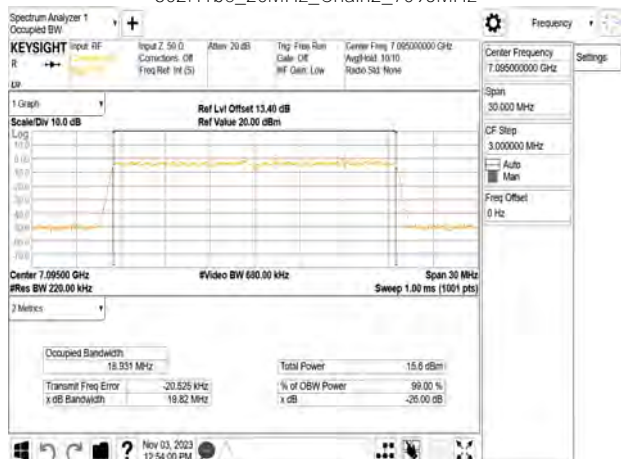 Spectrum Analyzer 1
Occupied BW
Frequency
KEYSIGHT Input: RF
R
Input Z: 50 Ω
Corrections: Off
Freq Ref: Int (S)
Atten: 20 dB
Trig: Free Run
Gate: Off
#IF Gain: Low
Center Freq: 7.095000000 GHz
Avg|Hold: 10/10
Radio Std: None
Center Frequency
7.095000000 GHz
Settings
Span
30.000 MHz
CF Step
3.000000 MHz
Auto
Man
Freq Offset
0 Hz
1 Graph
Scale/Div 10.0 dB
Ref Lvl Offset 13.40 dB
Ref Value 20.00 dBm
Log
Center 7.09500 GHz
#Res BW 220.00 kHz
#Video BW 680.00 kHz
Span 30 MHz
Sweep 1.00 ms (1001 pts)
2 Metrics
Occupied Bandwidth
18.931 MHz
Total Power 15.6 dBm
Transmit Freq Error -20.525 kHz
% of OBW Power 99.00 %
x dB Bandwidth 19.82 MHz
x dB -26.00 dB
Nov 03, 2023
12:54:00 PM